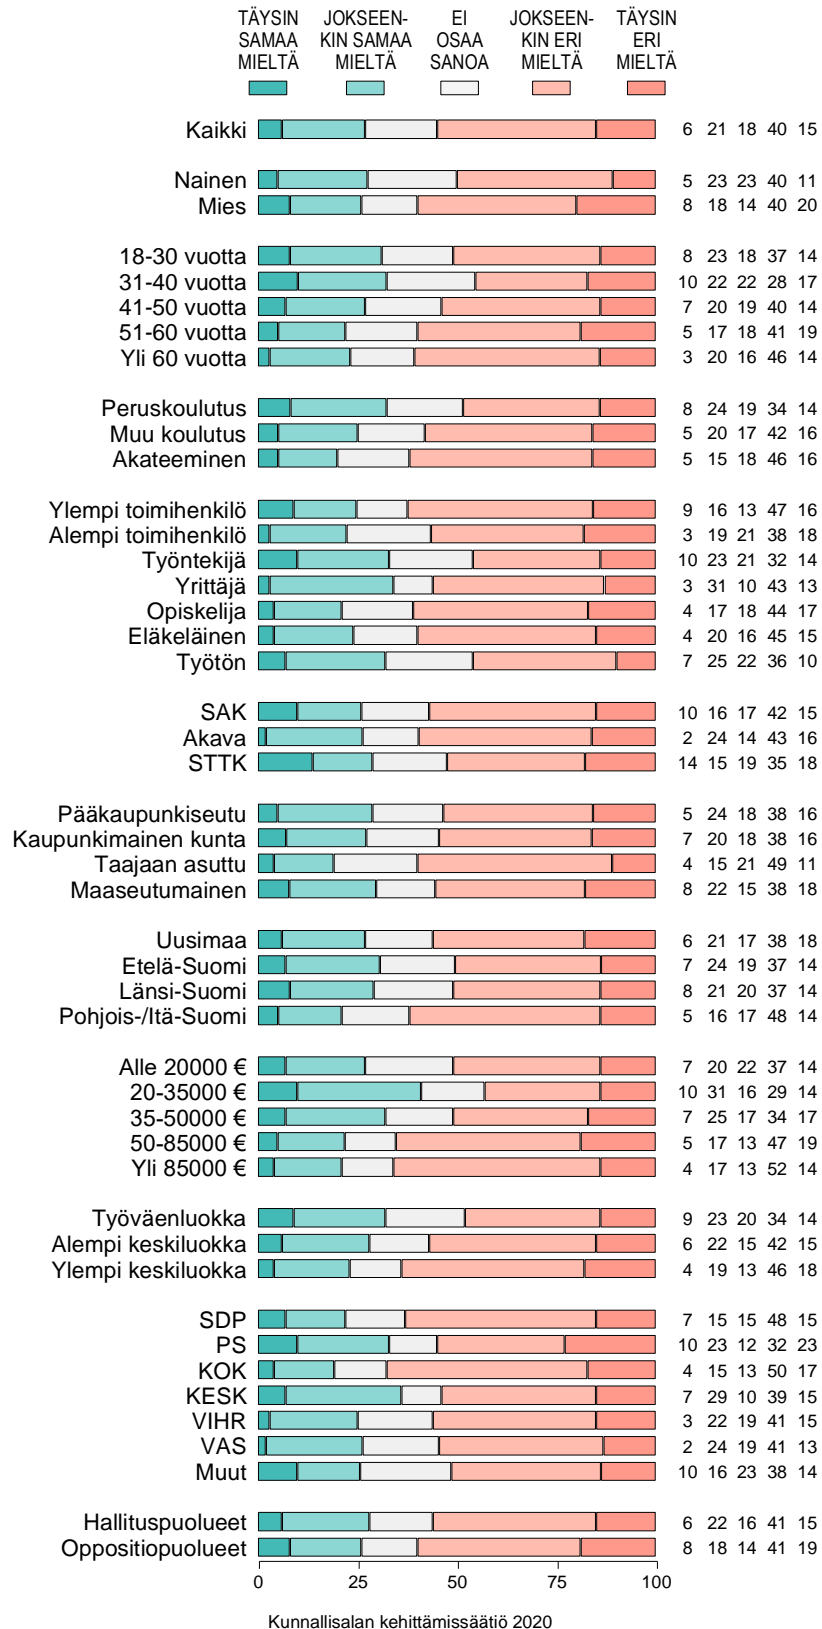 TÄYSIN JOKSEEN- EI JOKSEEN- TÄYSIN
SAMAA KIN SAMAA OSAA KIN ERI ERI
MIELTÄ MIELTÄ SANOA MIELTÄ MIELTÄ
Kaikki 6 21 18 40 15
Nainen 5 23 23 40 11
Mies 8 18 14 40 20
18-30 vuotta 8 23 18 37 14
31-40 vuotta 10 22 22 28 17
41-50 vuotta 7 20 19 40 14
51-60 vuotta 5 17 18 41 19
Yli 60 vuotta 3 20 16 46 14
Peruskoulutus 8 24 19 34 14
Muu koulutus 5 20 17 42 16
Akateeminen 5 15 18 46 16
Ylempi toimihenkilö 9 16 13 47 16
Alempi toimihenkilö 3 19 21 38 18
Työntekijä 10 23 21 32 14
Yrittäjä 3 31 10 43 13
Opiskelija 4 17 18 44 17
Eläkeläinen 4 20 16 45 15
Työtön 7 25 22 36 10
SAK 10 16 17 42 15
Akava 2 24 14 43 16
STTK 14 15 19 35 18
Pääkaupunkiseutu 5 24 18 38 16
Kaupunkimainen kunta 7 20 18 38 16
Taajaan asuttu 4 15 21 49 11
Maaseutumainen 8 22 15 38 18
Uusimaa 6 21 17 38 18
Etelä-Suomi 7 24 19 37 14
Länsi-Suomi 8 21 20 37 14
Pohjois-/Itä-Suomi 5 16 17 48 14
Alle 20000 € 7 20 22 37 14
20-35000 € 10 31 16 29 14
35-50000 € 7 25 17 34 17
50-85000 € 5 17 13 47 19
Yli 85000 € 4 17 13 52 14
Työväenluokka 9 23 20 34 14
Alempi keskiluokka 6 22 15 42 15
Ylempi keskiluokka 4 19 13 46 18
SDP 7 15 15 48 15
PS 10 23 12 32 23
KOK 4 15 13 50 17
KESK 7 29 10 39 15
VIHR 3 22 19 41 15
VAS 2 24 19 41 13
Muut 10 16 23 38 14
Hallituspuolueet 6 22 16 41 15
Oppositiopuolueet 8 18 14 41 19
0 25 50 75 100
Kunnallisalan kehittämissäätiö 2020